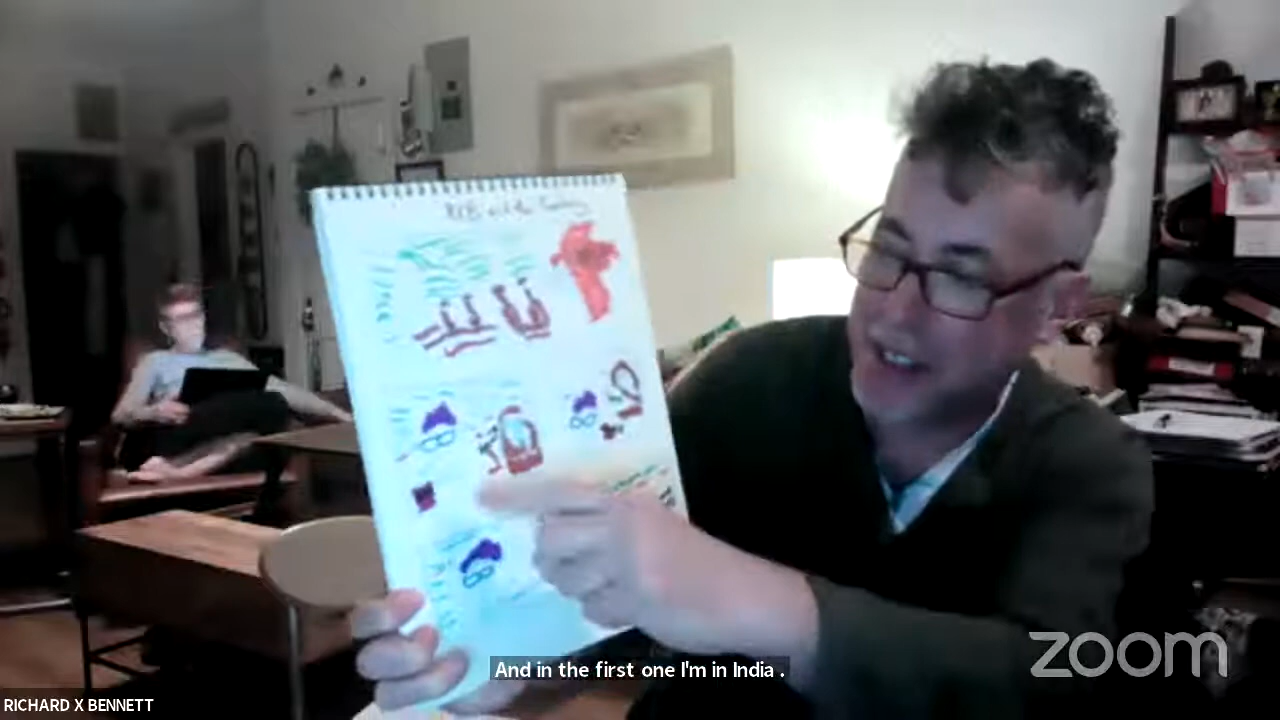 And in the first one I'm in India .
zoom
RICHARD X BENNETT